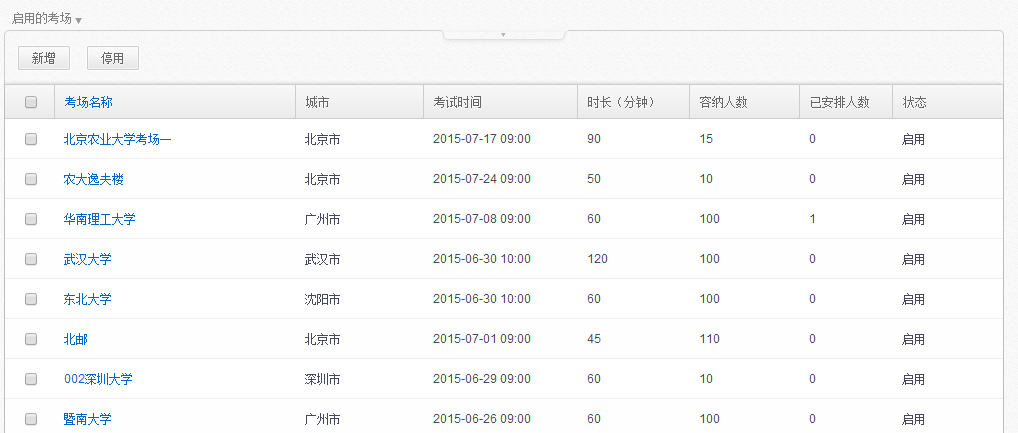 启用的考场
新增 停用
考场名称 城市 考试时间 时长（分钟） 容纳人数 已安排人数 状态
北京农业大学考场一 北京市 2015-07-17 09:00 90 15 0 启用
农大逸夫楼 北京市 2015-07-24 09:00 50 10 0 启用
华南理工大学 广州市 2015-07-08 09:00 60 100 1 启用
武汉大学 武汉市 2015-06-30 10:00 120 100 0 启用
东北大学 沈阳市 2015-06-30 10:00 60 100 0 启用
北邮 北京市 2015-07-01 09:00 45 110 0 启用
002深圳大学 深圳市 2015-06-29 09:00 60 10 0 启用
暨南大学 广州市 2015-06-26 09:00 60 100 0 启用